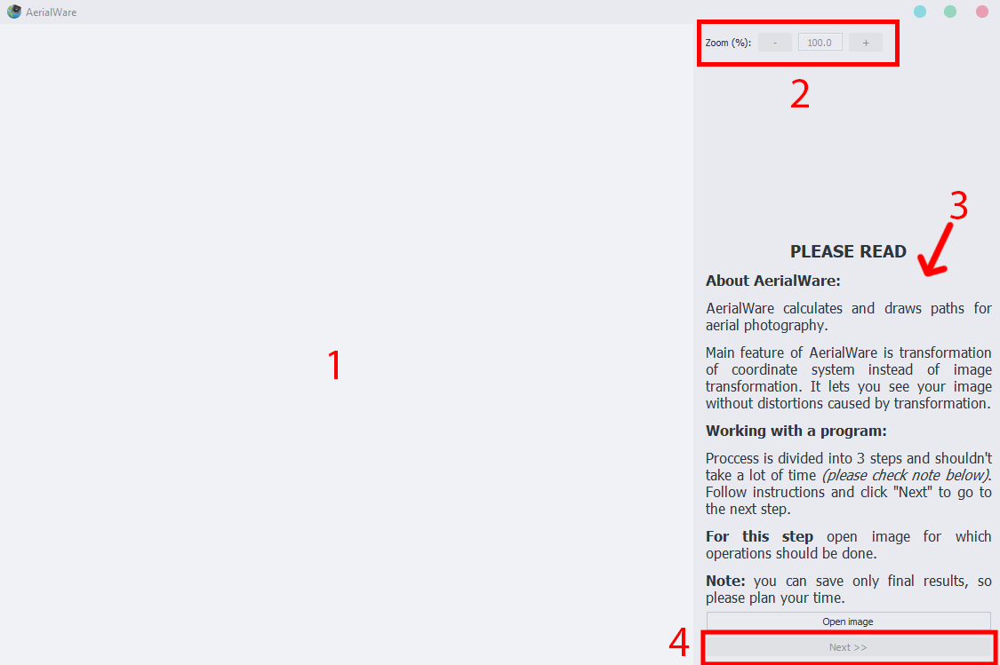 AerialWare
Zoom (%): - 100.0 +
2
3
PLEASE READ
About AerialWare:
AerialWare calculates and draws paths for
aerial photography.
1
Main feature of AerialWare is transformation
of coordinate system instead of image
transformation. It lets you see your image
without distortions caused by transformation.
Working with a program:
Proccess is divided into 3 steps and shouldn't
take a lot of time (please check note below).
Follow instructions and click "Next" to go to
the next step.
For this step open image for which
operations should be done.
Note: you can save only final results, so
please plan your time.
Open image
4
Next >>